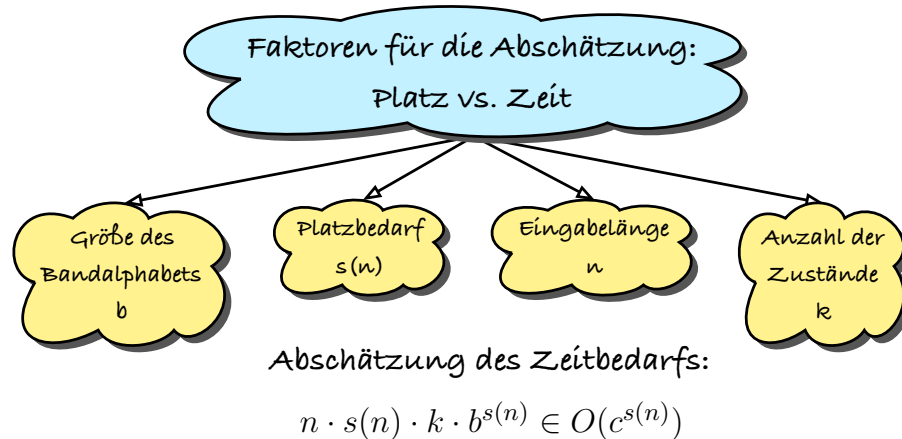 Faktoren für die Abschätzung:
Platz vs. Zeit
Größe des
Bandalphabets
b
Platzbedarf
s(n)
Eingabelänge
n
Anzahl der
Zustände
k
Abschätzung des Zeitbedarfs:
n · s(n) · k · b^{s(n)} ∈ O(c^{s(n)})